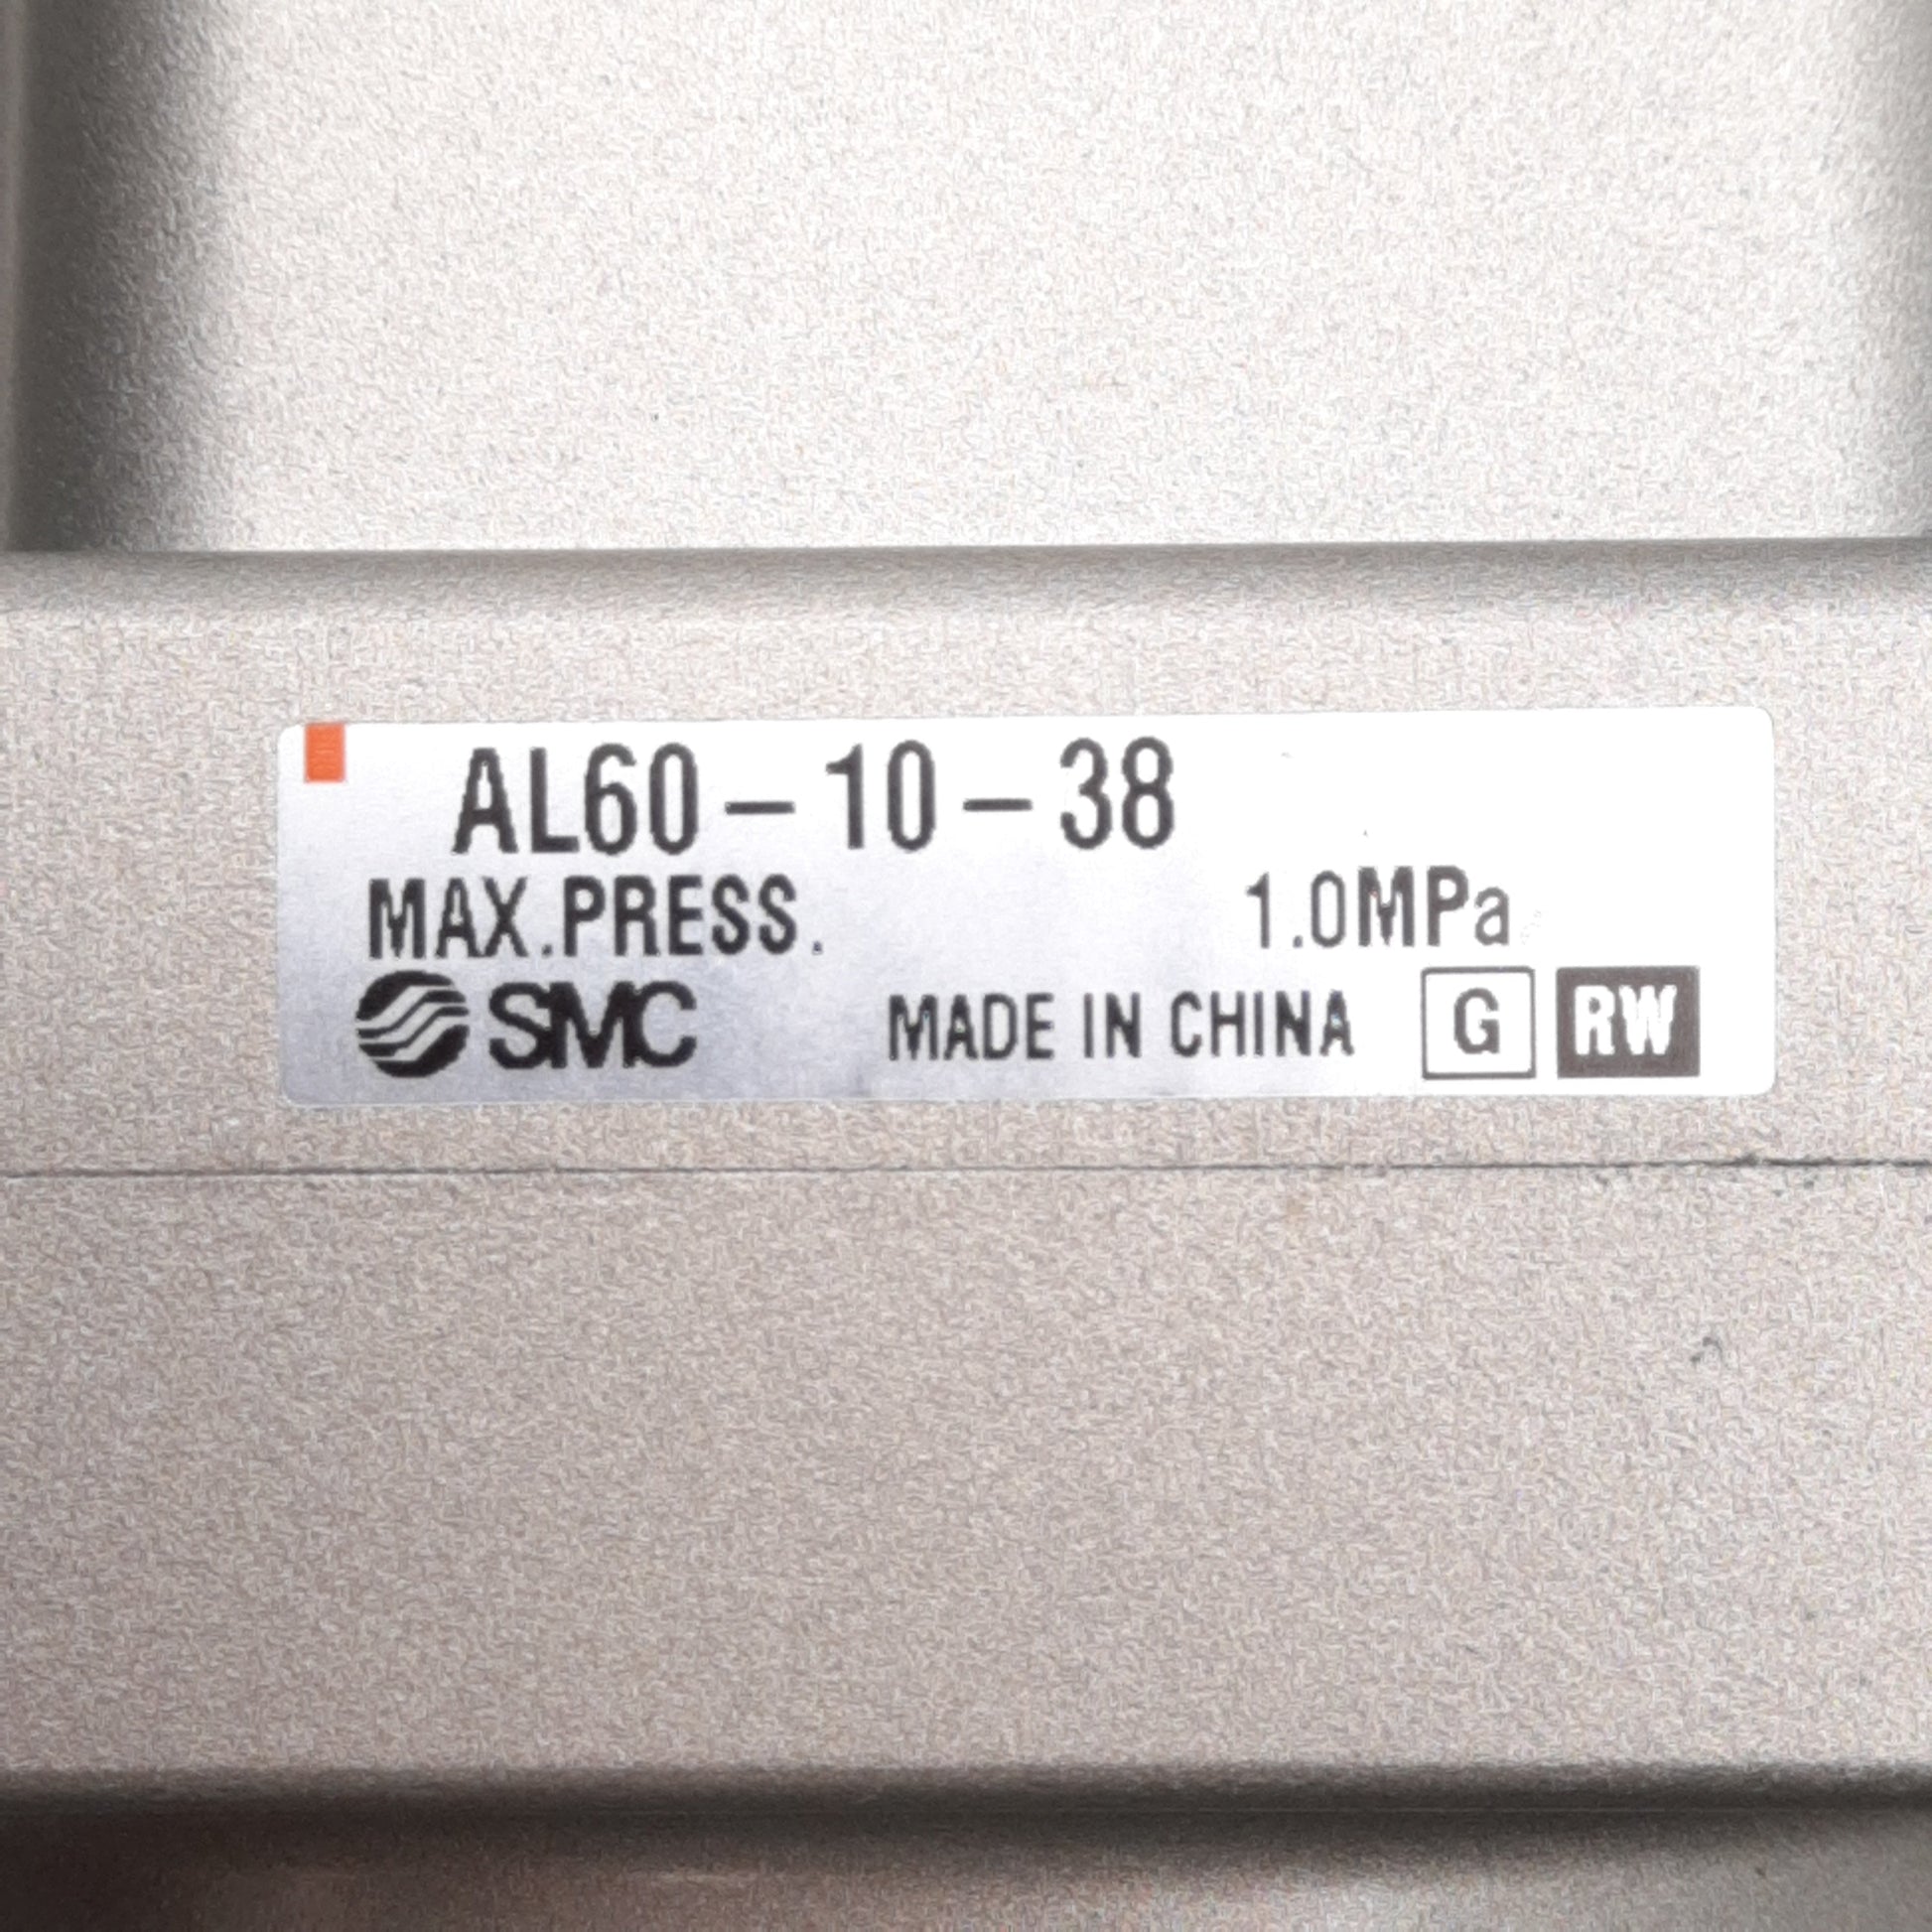 AL60-10-38
MAX.PRESS. 1.0MPa
SMC MADE IN CHINA G RW